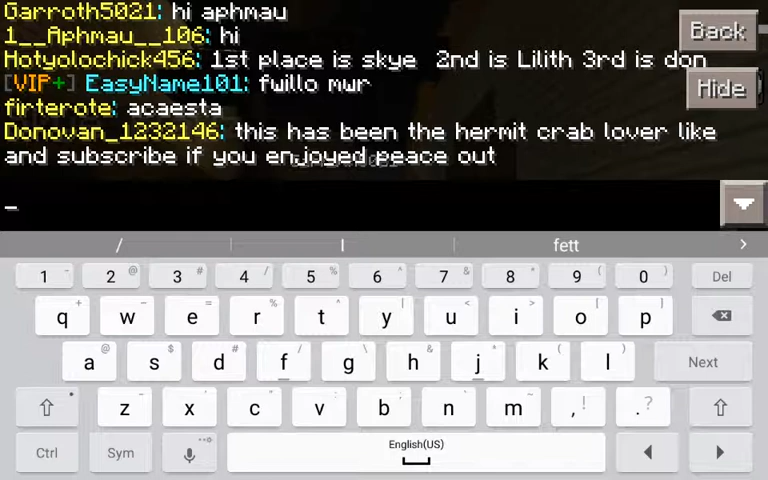 Garroth5021: hi aphmau
1__Aphmau__106: hi
Hotyolochick456: 1st place is skye 2nd is Lilith 3rd is don
[VIP+] EasyName101: fwillo mwr
firterote: acaesta
Donovan_1232146: this has been the hermit crab lover like
and subscribe if you enjoyed peace out
Back
Hide
_
/ I fett >
1 - 2 @ 3 # 4 / 5 % 6 ^ 7 & 8 * 9 ( 0 ) Del
q + w − e = r % t ^ y | u < i > o [ p ]
a @ s $ d # f / g \ h & j * k ( l ) Next
z - x ' c " v : b ; n - m ~ , ! . ?
Ctrl Sym English(US)